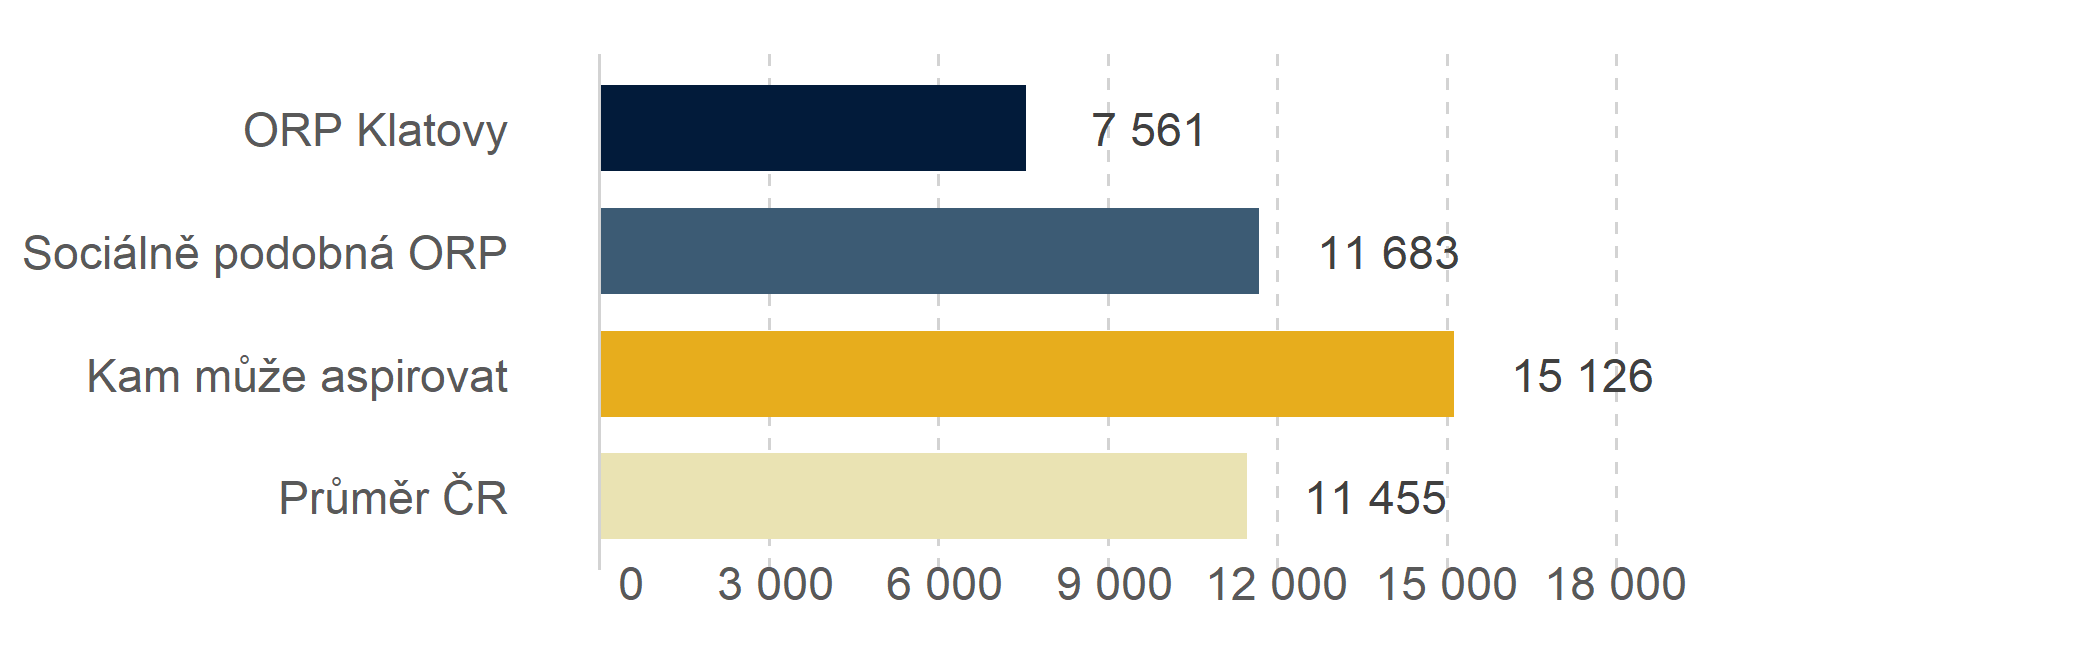 ORP Klatovy 7 561
Sociálně podobná ORP 11 683
Kam může aspirovat 15 126
Průměr ČR 11 455
0 3 000 6 000 9 000 12 000 15 000 18 000